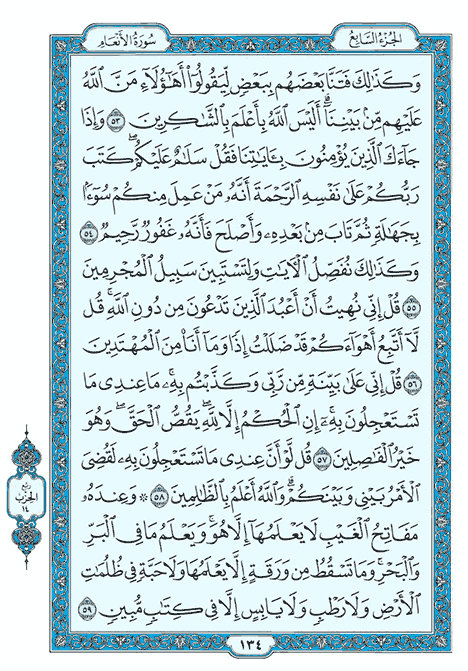 الجزء السابع
سورة الأنعام
وَكَذَٰلِكَ فَتَنَّا بَعْضَهُم بِبَعْضٍ لِّيَقُولُوٓا۟ أَهَٰٓؤُلَآءِ مَنَّ ٱللَّهُ
عَلَيْهِم مِّنۢ بَيْنِنَآ ۗ أَلَيْسَ ٱللَّهُ بِأَعْلَمَ بِٱلشَّٰكِرِينَ ٥٣ وَإِذَا
جَآءَكَ ٱلَّذِينَ يُؤْمِنُونَ بِـَٔايَٰتِنَا فَقُلْ سَلَٰمٌ عَلَيْكُمْ ۖ كَتَبَ
رَبُّكُمْ عَلَىٰ نَفْسِهِ ٱلرَّحْمَةَ ۖ أَنَّهُۥ مَنْ عَمِلَ مِنكُمْ سُوٓءًۢا
بِجَهَٰلَةٍ ثُمَّ تَابَ مِنۢ بَعْدِهِۦ وَأَصْلَحَ فَأَنَّهُۥ غَفُورٌ رَّحِيمٌ ٥٤
وَكَذَٰلِكَ نُفَصِّلُ ٱلْـَٔايَٰتِ وَلِتَسْتَبِينَ سَبِيلُ ٱلْمُجْرِمِينَ
٥٥ قُلْ إِنِّى نُهِيتُ أَنْ أَعْبُدَ ٱلَّذِينَ تَدْعُونَ مِن دُونِ ٱللَّهِ ۚ قُل
لَّآ أَتَّبِعُ أَهْوَآءَكُمْ ۙ قَدْ ضَلَلْتُ إِذًا وَمَآ أَنَا۠ مِنَ ٱلْمُهْتَدِينَ
٥٦ قُلْ إِنِّى عَلَىٰ بَيِّنَةٍ مِّن رَّبِّى وَكَذَّبْتُم بِهِۦ ۚ مَا عِندِى مَا
تَسْتَعْجِلُونَ بِهِۦٓ ۚ إِنِ ٱلْحُكْمُ إِلَّا لِلَّهِ ۖ يَقُصُّ ٱلْحَقَّ ۖ وَهُوَ
خَيْرُ ٱلْفَٰصِلِينَ ٥٧ قُل لَّوْ أَنَّ عِندِى مَا تَسْتَعْجِلُونَ بِهِۦ لَقُضِىَ
ٱلْأَمْرُ بَيْنِى وَبَيْنَكُمْ ۗ وَٱللَّهُ أَعْلَمُ بِٱلظَّٰلِمِينَ ٥٨ ۞ وَعِندَهُۥ
مَفَاتِحُ ٱلْغَيْبِ لَا يَعْلَمُهَآ إِلَّا هُوَ ۚ وَيَعْلَمُ مَا فِى ٱلْبَرِّ
وَٱلْبَحْرِ ۚ وَمَا تَسْقُطُ مِن وَرَقَةٍ إِلَّا يَعْلَمُهَا وَلَا حَبَّةٍ فِى ظُلُمَٰتِ
ٱلْأَرْضِ وَلَا رَطْبٍ وَلَا يَابِسٍ إِلَّا فِى كِتَٰبٍ مُّبِينٍ ٥٩
ربع
الحزب
١٤
١٣٤